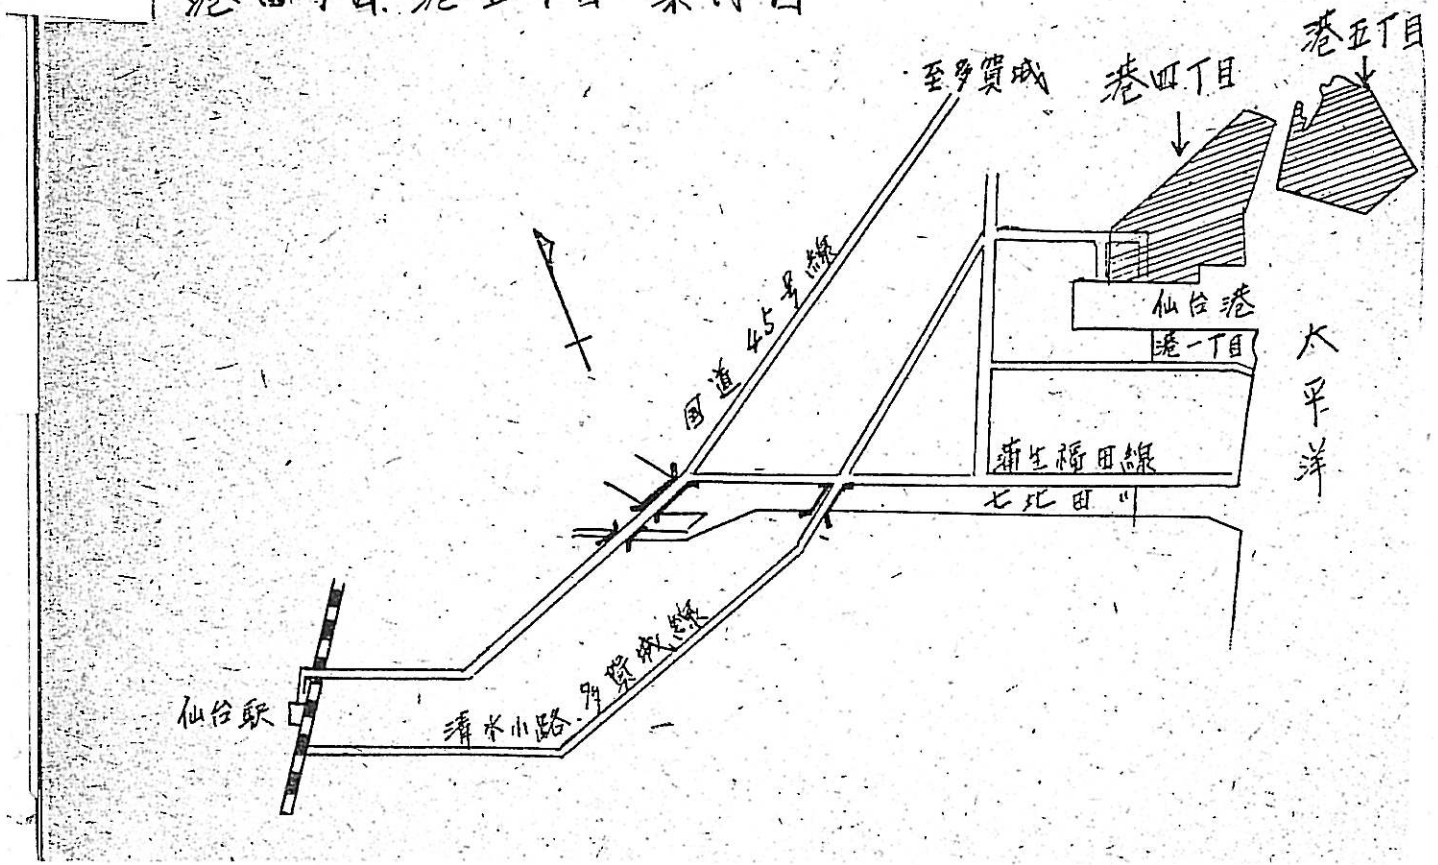 港五丁目
至多賀城
港四丁目
国道45号線
仙台港
港一丁目
太平洋
蒲生福田線
七北田川
仙台駅
清水小路.多賀城線